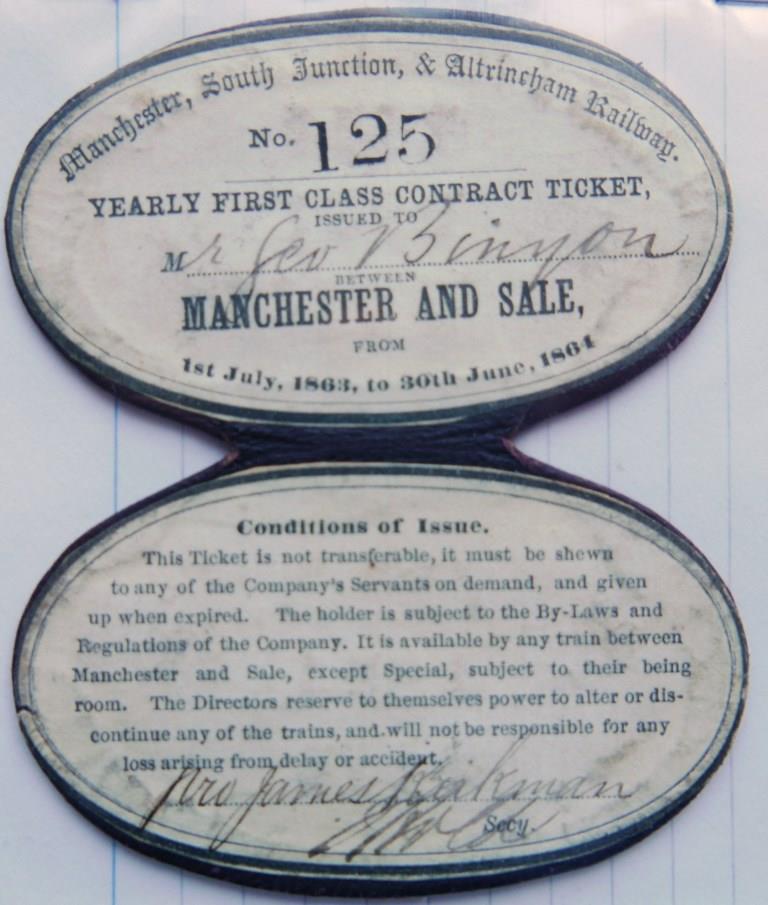 Manchester, South Junction, & Altrincham Railway.
No. 125
YEARLY FIRST CLASS CONTRACT TICKET,
ISSUED TO
Mr Geo Binyon
BETWEEN
MANCHESTER AND SALE,
FROM
1st July, 1863, to 30th June, 1864
Conditions of Issue.
This Ticket is not transferable, it must be shewn
to any of the Company's Servants on demand, and given
up when expired. The holder is subject to the By-Laws and
Regulations of the Company. It is available by any train between
Manchester and Sale, except Special, subject to their being
room. The Directors reserve to themselves power to alter or dis-
continue any of the trains, and will not be responsible for any
loss arising from delay or accident.
pro James
Secy.